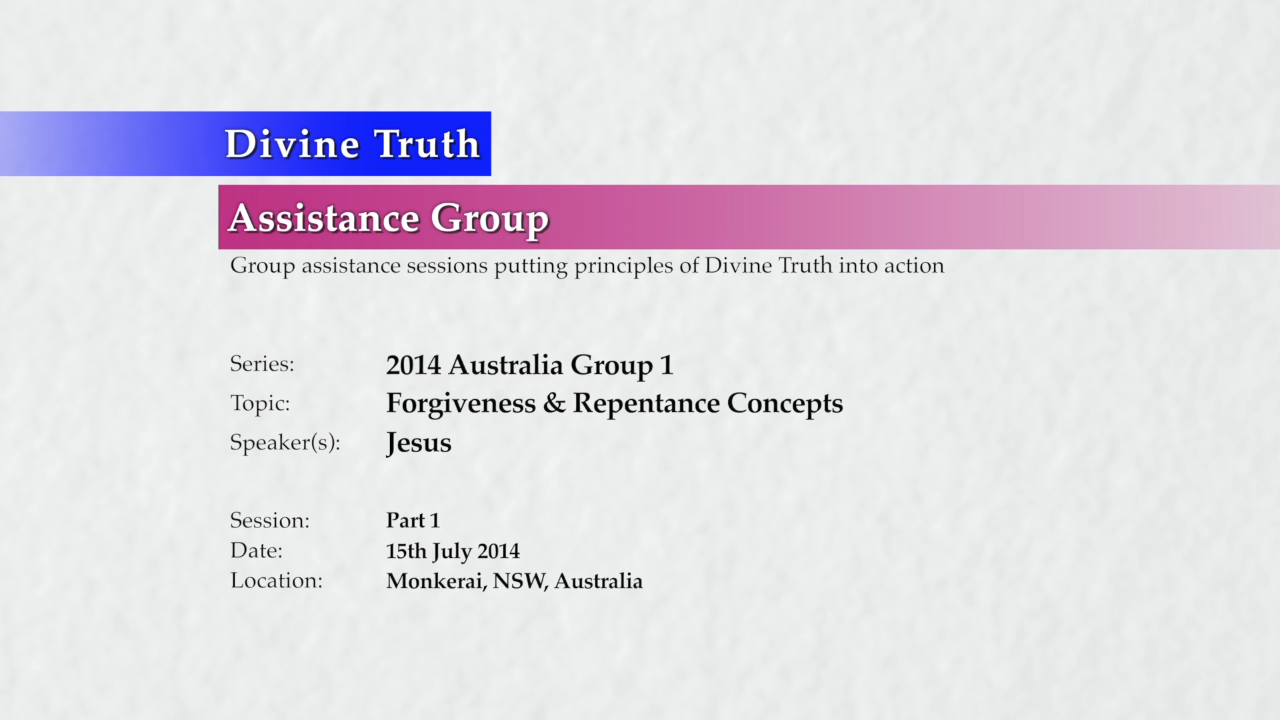 Divine Truth
Assistance Group
Group assistance sessions putting principles of Divine Truth into action
Series: 2014 Australia Group 1
Topic: Forgiveness & Repentance Concepts
Speaker(s): Jesus
Session: Part 1
Date: 15th July 2014
Location: Monkerai, NSW, Australia